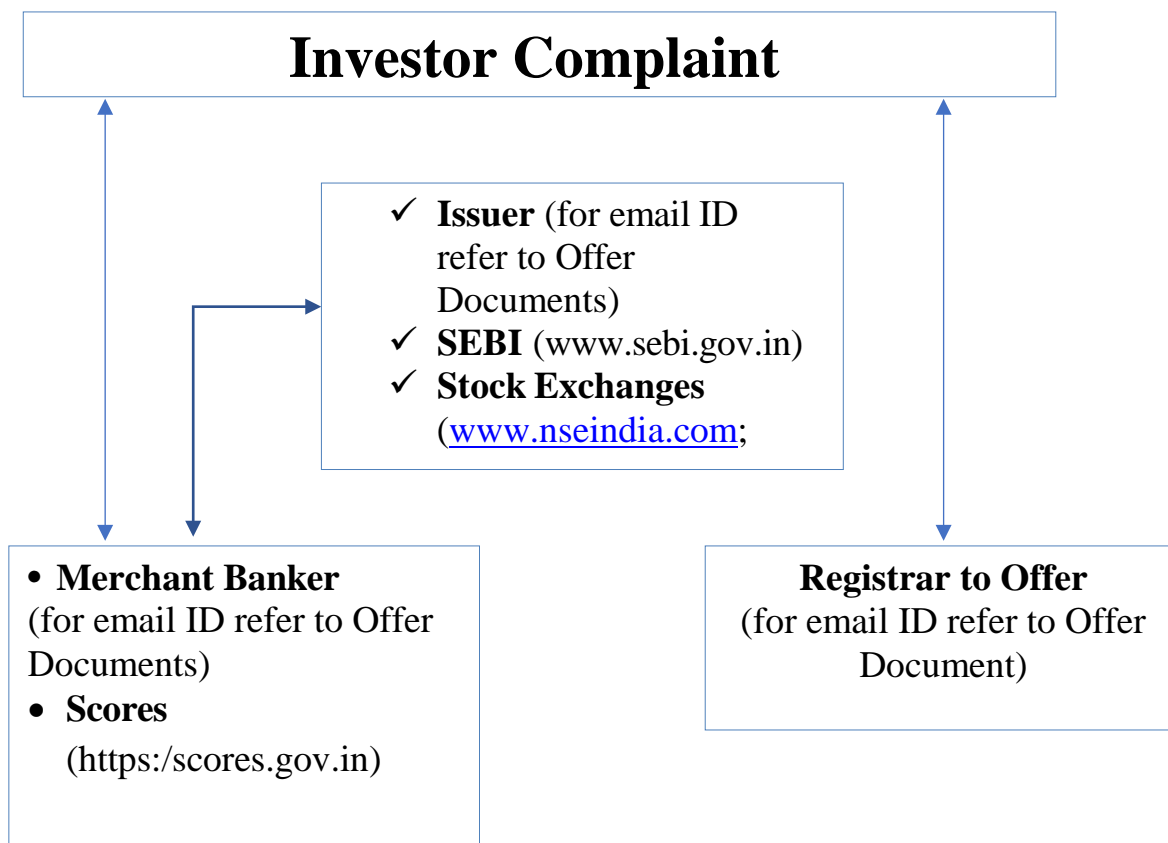 Investor Complaint
✓ Issuer (for email ID
refer to Offer
Documents)
✓ SEBI (www.sebi.gov.in)
✓ Stock Exchanges
(www.nseindia.com;
• Merchant Banker
(for email ID refer to Offer
Documents)
• Scores
(https:/scores.gov.in)
Registrar to Offer
(for email ID refer to Offer
Document)